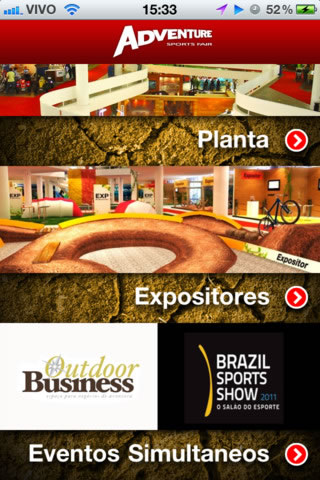 VIVO 15:33 52%
ADVENTURE
SPORTS FAIR
Planta
EXP
Expositor
Expositores
Outdoor
Business
espaço para negócios de aventura
BRAZIL
SPORTS
SHOW
2011
O SALÃO DO ESPORTE
Eventos Simultaneos